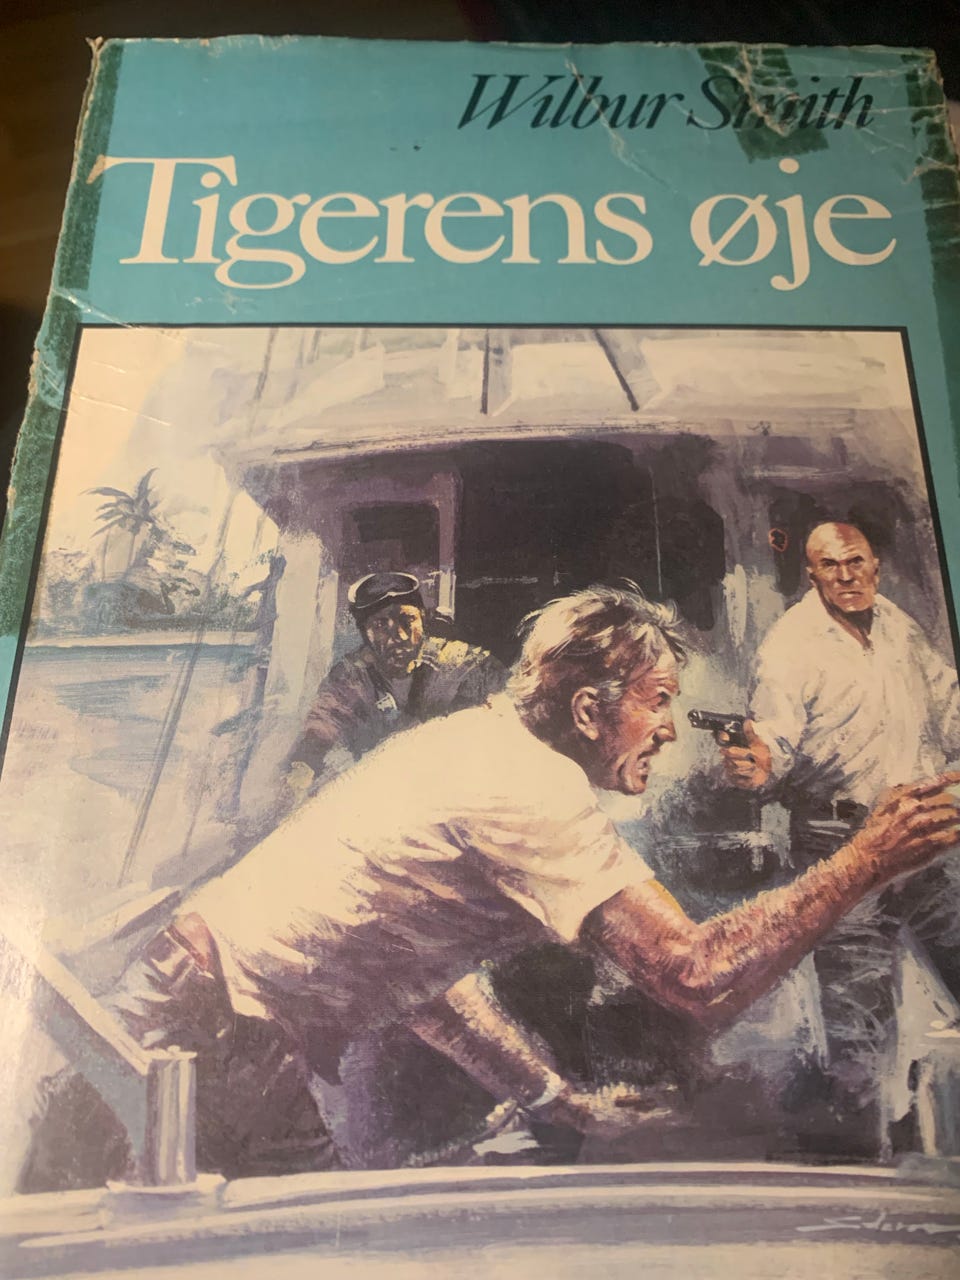 Wilbur Smith
Tigerens øje